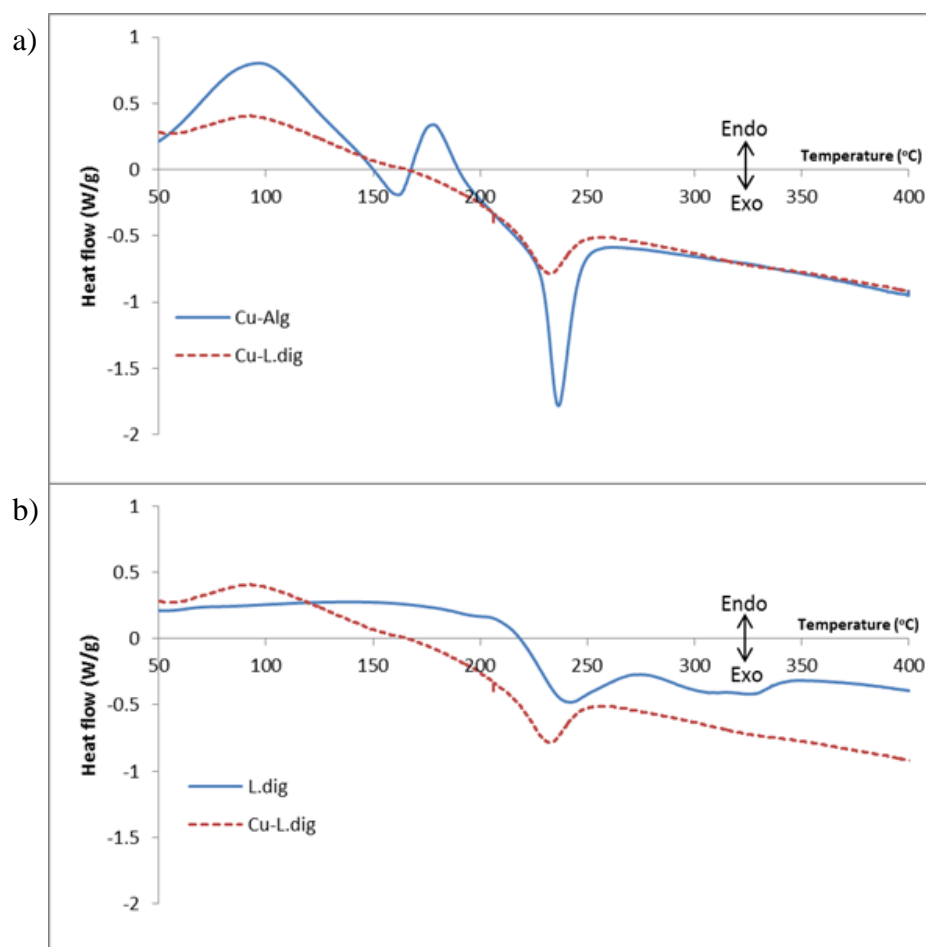 a)
1
0.5
0
-0.5
-1
-1.5
-2
50 100 150 200 250 300 350 400
Heat flow (W/g)
Endo
Temperature (ºC)
Exo
Cu-Alg
Cu-L.dig
b)
1
0.5
0
-0.5
-1
-1.5
-2
50 100 150 200 250 300 350 400
Heat flow (W/g)
Endo
Temperature (ºC)
Exo
L.dig
Cu-L.dig